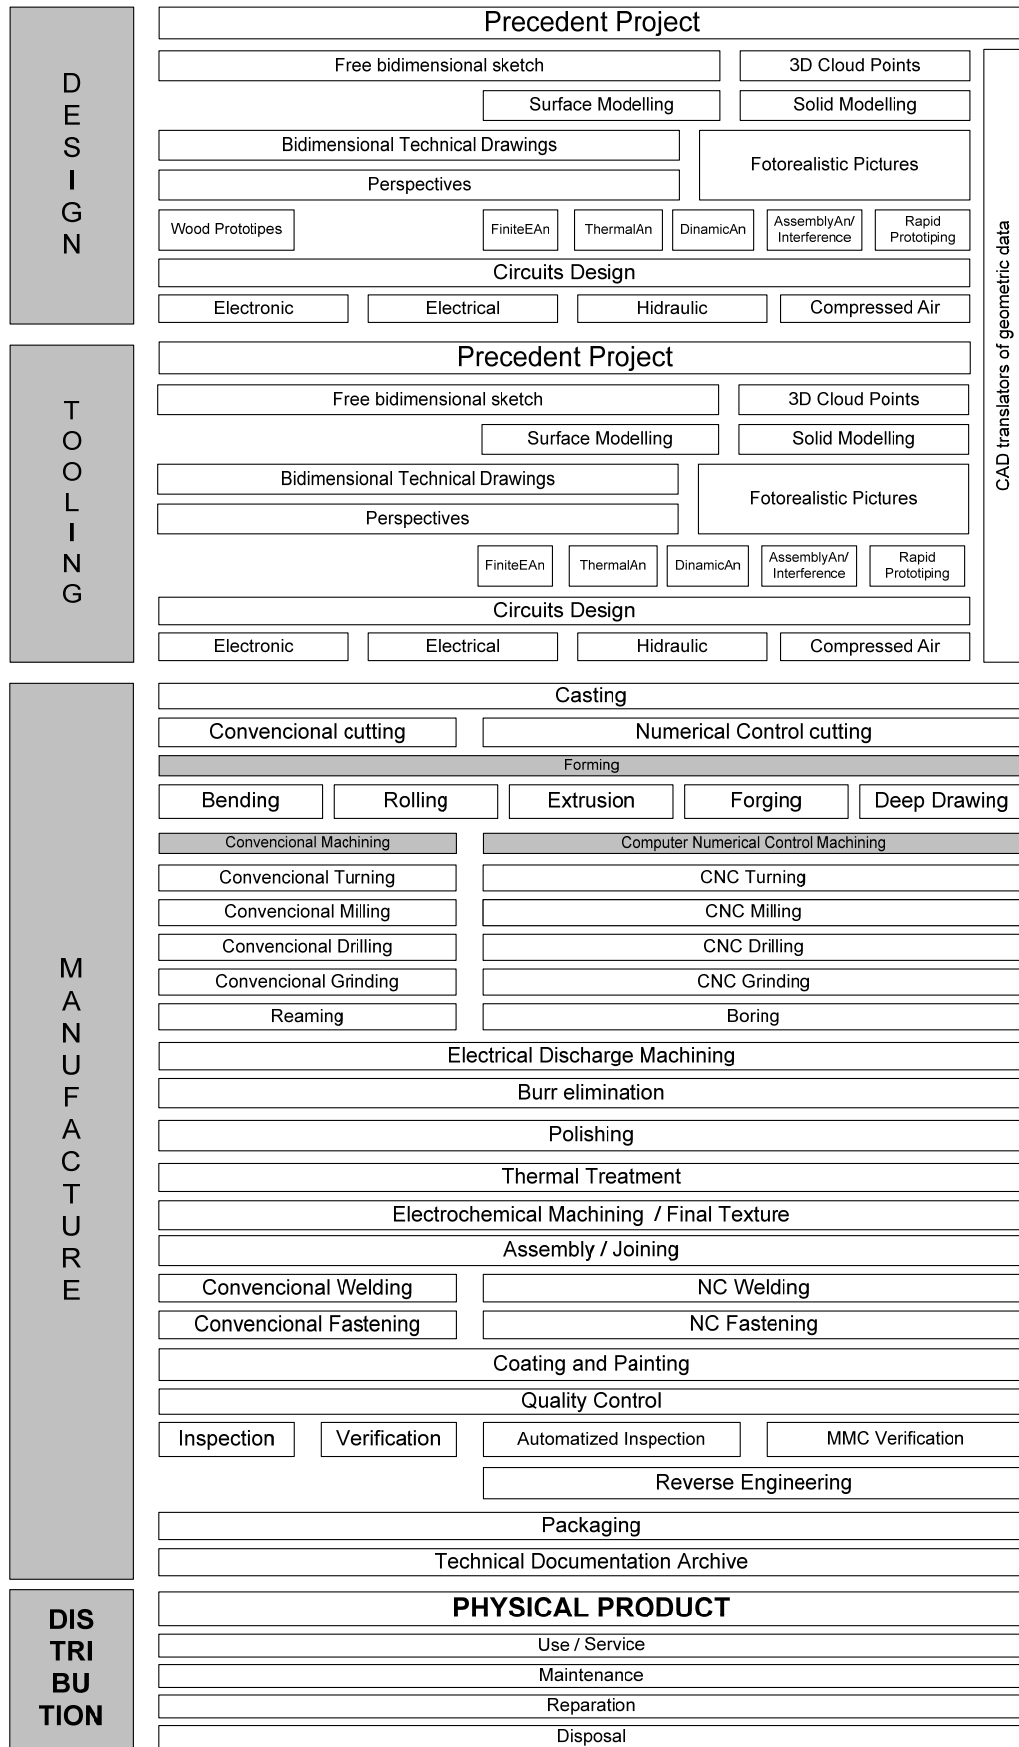 DESIGN
Precedent Project
Free bidimensional sketch
3D Cloud Points
Surface Modelling
Solid Modelling
Bidimensional Technical Drawings
Fotorealistic Pictures
Perspectives
Wood Prototipes
FiniteEAn
ThermalAn
DinamicAn
AssemblyAn/
Interference
Rapid
Prototiping
Circuits Design
Electronic
Electrical
Hidraulic
Compressed Air
CAD translators of geometric data
TOOLING
Precedent Project
Free bidimensional sketch
3D Cloud Points
Surface Modelling
Solid Modelling
Bidimensional Technical Drawings
Fotorealistic Pictures
Perspectives
FiniteEAn
ThermalAn
DinamicAn
AssemblyAn/
Interference
Rapid
Prototiping
Circuits Design
Electronic
Electrical
Hidraulic
Compressed Air
MANUFACTURE
Casting
Convencional cutting
Numerical Control cutting
Forming
Bending
Rolling
Extrusion
Forging
Deep Drawing
Convencional Machining
Computer Numerical Control Machining
Convencional Turning
CNC Turning
Convencional Milling
CNC Milling
Convencional Drilling
CNC Drilling
Convencional Grinding
CNC Grinding
Reaming
Boring
Electrical Discharge Machining
Burr elimination
Polishing
Thermal Treatment
Electrochemical Machining / Final Texture
Assembly / Joining
Convencional Welding
NC Welding
Convencional Fastening
NC Fastening
Coating and Painting
Quality Control
Inspection
Verification
Automatized Inspection
MMC Verification
Reverse Engineering
Packaging
Technical Documentation Archive
DIS
TRI
BU
TION
PHYSICAL PRODUCT
Use / Service
Maintenance
Reparation
Disposal